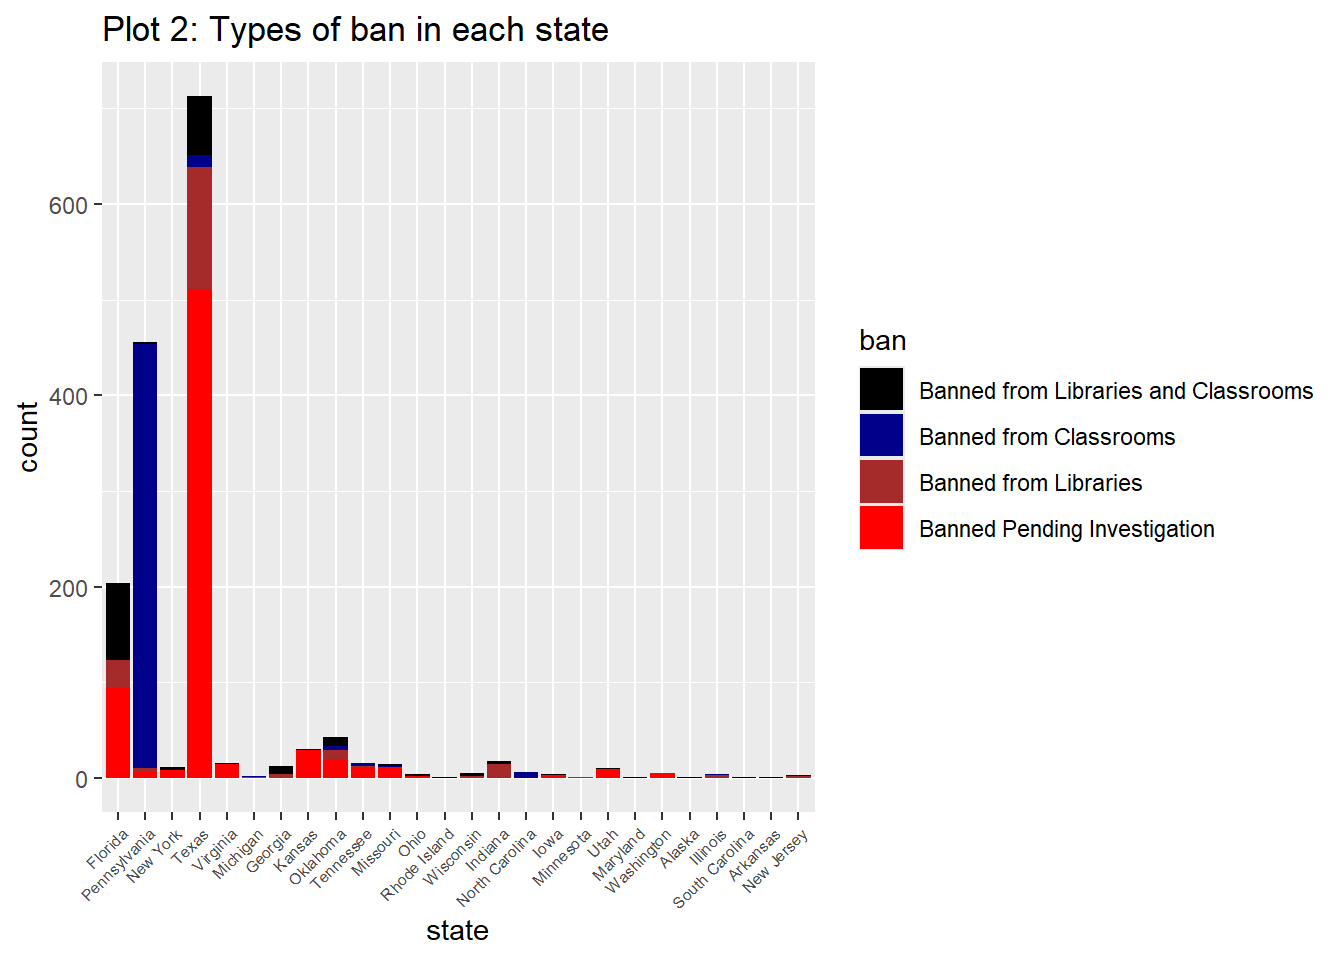 Plot 2: Types of ban in each state
count
600
400
200
0
Florida
Pennsylvania
New York
Texas
Virginia
Michigan
Georgia
Kansas
Oklahoma
Tennessee
Missouri
Ohio
Rhode Island
Wisconsin
Indiana
North Carolina
Iowa
Minnesota
Utah
Maryland
Washington
Alaska
Illinois
South Carolina
Arkansas
New Jersey
state
ban
Banned from Libraries and Classrooms
Banned from Classrooms
Banned from Libraries
Banned Pending Investigation